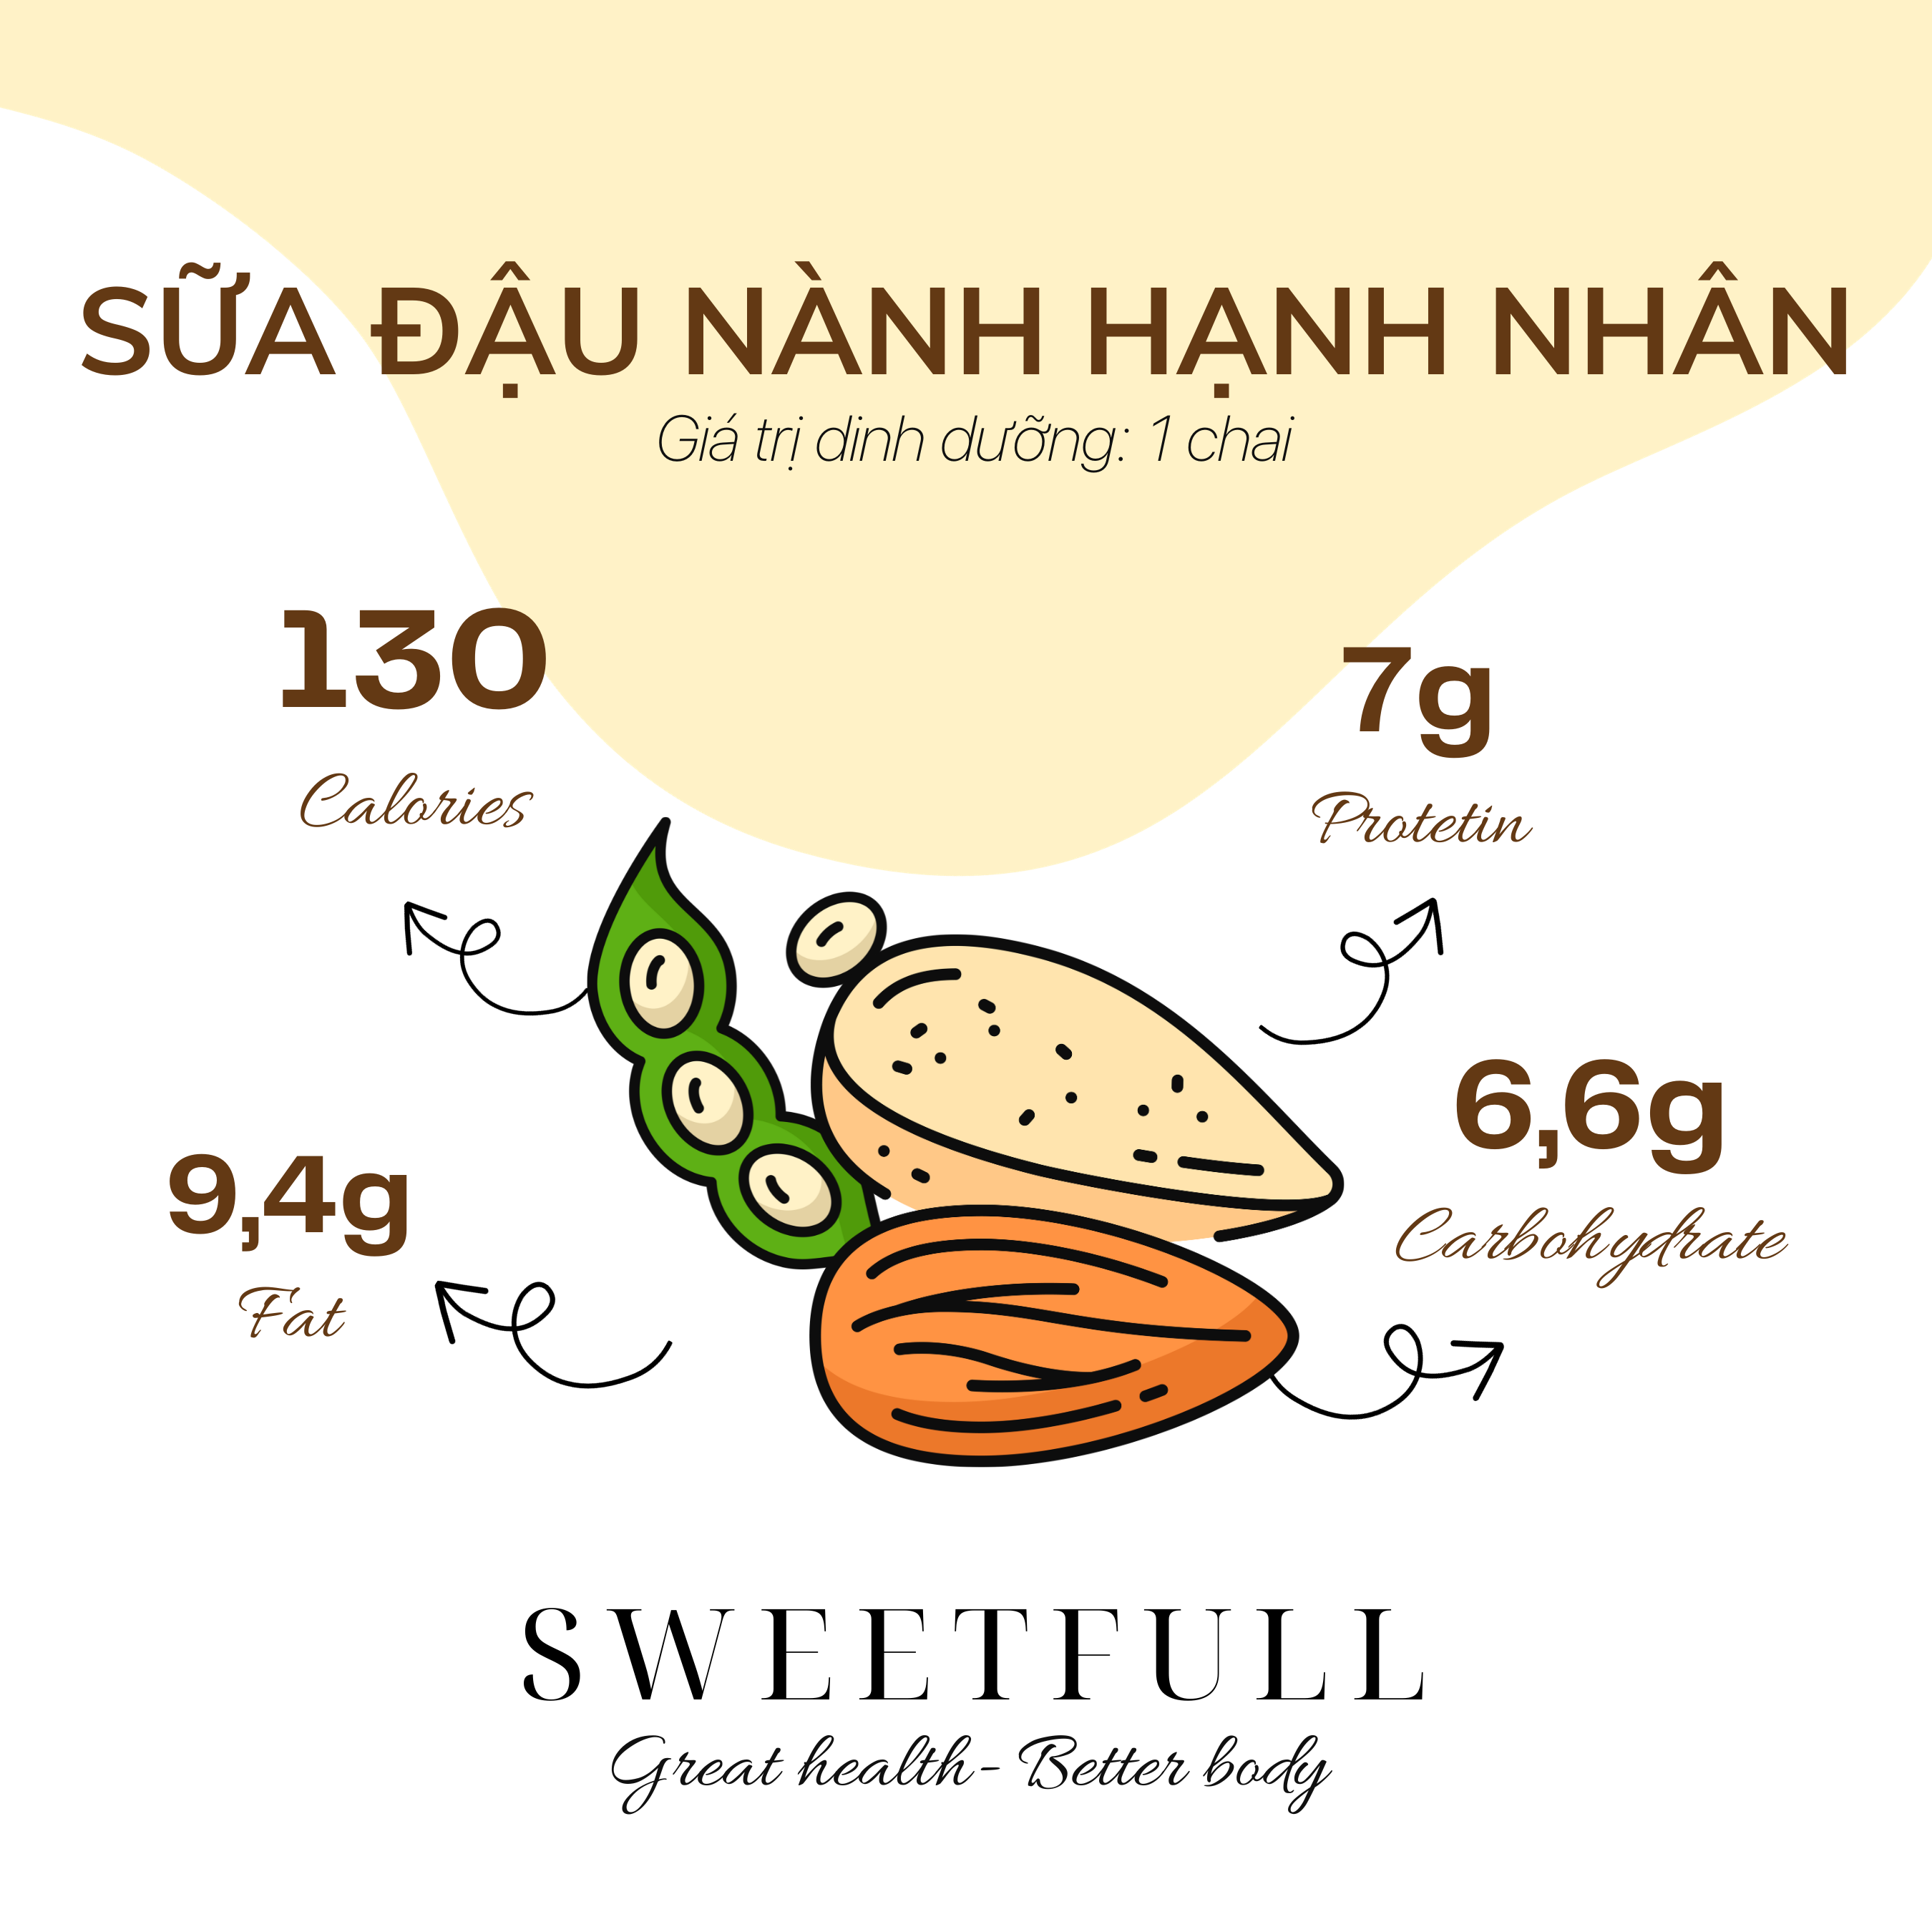 SỮA ĐẬU NÀNH HẠNH NHÂN
Giá trị dinh dưỡng: 1 chai
130
Calories
7g
Protein
9,4g
Fat
6,6g
Carbohydrate
SWEETFULL
Great health- Better body